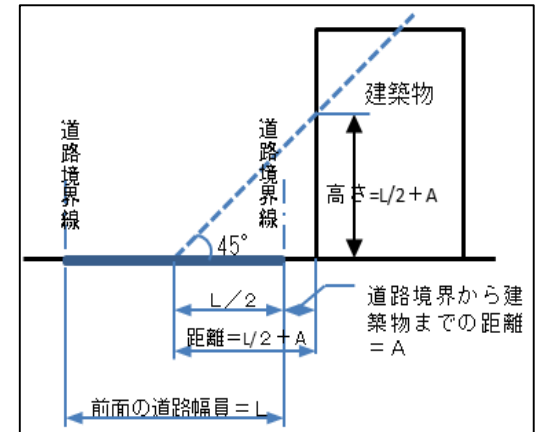 建築物
道路境界線
道路境界線
高さ=L/2+A
45°
L/2
距離=L/2+A
道路境界から建
築物までの距離
=A
前面の道路幅員=L